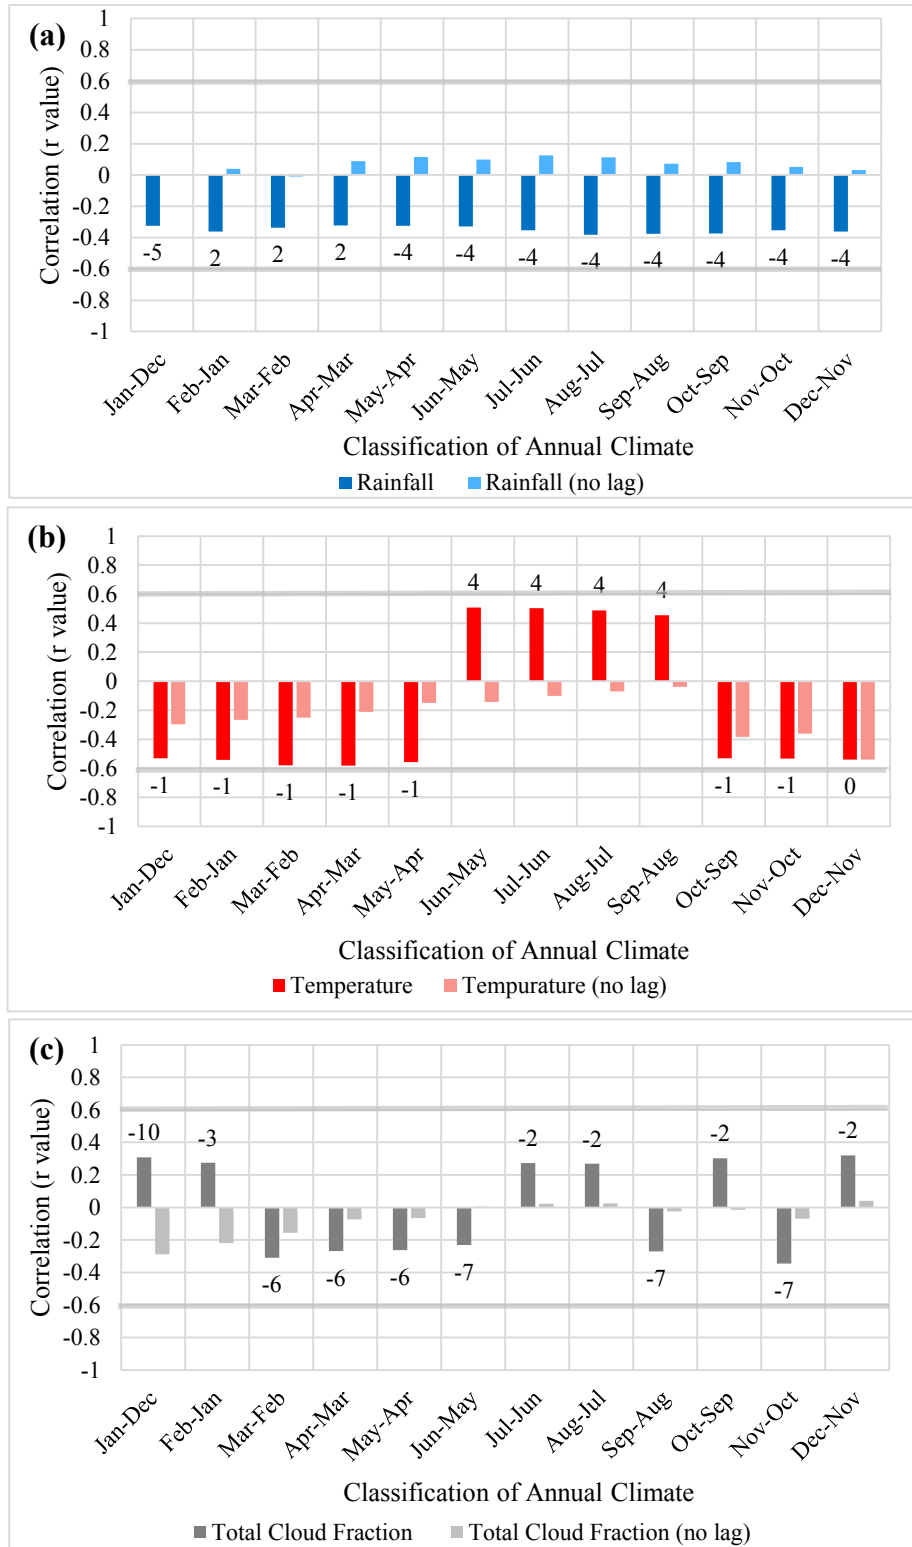 (a)
Correlation (r value)
1
0.8
0.6
0.4
0.2
0
-0.2
-0.4
-0.6
-0.8
-1
-5 2 2 2 -4 -4 -4 -4 -4 -4 -4 -4
Jan-Dec Feb-Jan Mar-Feb Apr-Mar May-Apr Jun-May Jul-Jun Aug-Jul Sep-Aug Oct-Sep Nov-Oct Dec-Nov
Classification of Annual Climate
Rainfall Rainfall (no lag)
(b)
Correlation (r value)
1
0.8
0.6
0.4
0.2
0
-0.2
-0.4
-0.6
-0.8
-1
4 4 4 4
-1 -1 -1 -1 -1 -1 -1 0
Jan-Dec Feb-Jan Mar-Feb Apr-Mar May-Apr Jun-May Jul-Jun Aug-Jul Sep-Aug Oct-Sep Nov-Oct Dec-Nov
Classification of Annual Climate
Temperature Tempurature (no lag)
(c)
Correlation (r value)
1
0.8
0.6
0.4
0.2
0
-0.2
-0.4
-0.6
-0.8
-1
-10 -3 -2 -2 -2 -2
-6 -6 -6 -7 -7 -7
Jan-Dec Feb-Jan Mar-Feb Apr-Mar May-Apr Jun-May Jul-Jun Aug-Jul Sep-Aug Oct-Sep Nov-Oct Dec-Nov
Classification of Annual Climate
Total Cloud Fraction Total Cloud Fraction (no lag)